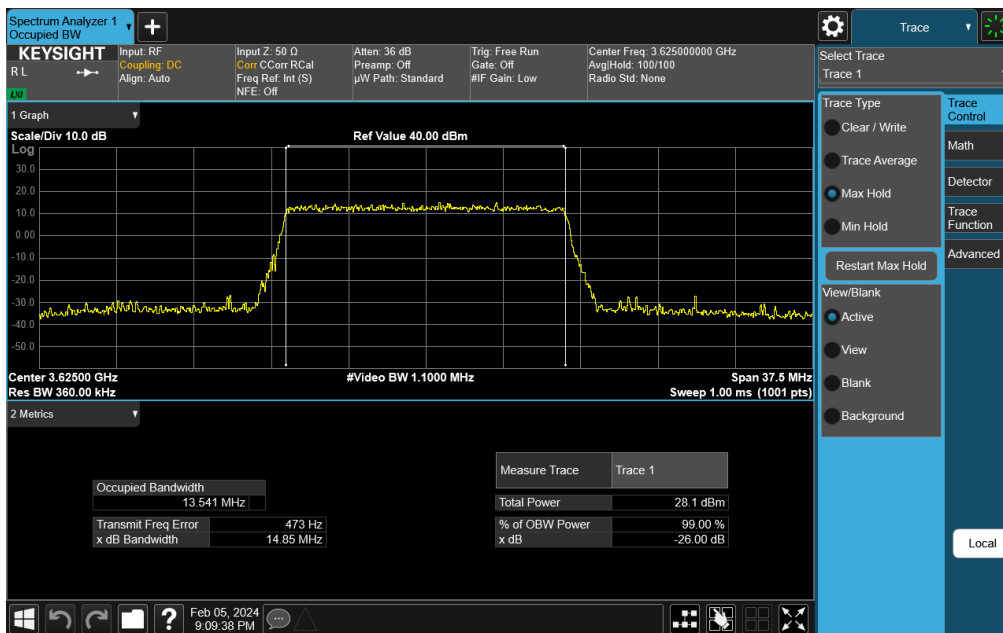 Spectrum Analyzer 1
Occupied BW
Trace
KEYSIGHT
R L
LXI
Input: RF
Coupling: DC
Align: Auto
Input Z: 50 Ω
Corr CCorr RCal
Freq Ref: Int (S)
NFE: Off
Atten: 36 dB
Preamp: Off
µW Path: Standard
Trig: Free Run
Gate: Off
#IF Gain: Low
Center Freq: 3.625000000 GHz
Avg|Hold: 100/100
Radio Std: None
Select Trace
Trace 1
1 Graph
Scale/Div 10.0 dB
Ref Value 40.00 dBm
Log
30.0
20.0
10.0
0.00
-10.0
-20.0
-30.0
-40.0
-50.0
Center 3.62500 GHz
#Video BW 1.1000 MHz
Span 37.5 MHz
Res BW 360.00 kHz
Sweep 1.00 ms (1001 pts)
Trace Type
Clear / Write
Trace Average
Max Hold
Min Hold
Restart Max Hold
View/Blank
Active
View
Blank
Background
Trace
Control
Math
Detector
Trace
Function
Advanced
2 Metrics
Occupied Bandwidth
13.541 MHz
Transmit Freq Error 473 Hz
x dB Bandwidth 14.85 MHz
Measure Trace Trace 1
Total Power 28.1 dBm
% of OBW Power 99.00 %
x dB -26.00 dB
Local
?
Feb 05, 2024
9:09:38 PM